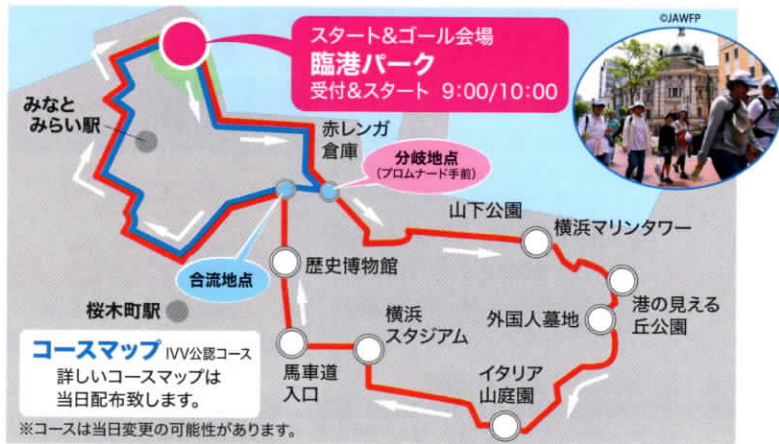 ©JAWFP
スタート&ゴール会場
臨港パーク
受付&スタート 9:00/10:00
みなと
みらい駅
赤レンガ
倉庫
分岐地点
(プロムナード手前)
山下公園
横浜マリンタワー
合流地点
歴史博物館
港の見える
丘公園
外国人墓地
桜木町駅
横浜
スタジアム
馬車道
入口
イタリア
山庭園
コースマップ IVV公認コース
詳しいコースマップは
当日配布致します。
※コースは当日変更の可能性があります。